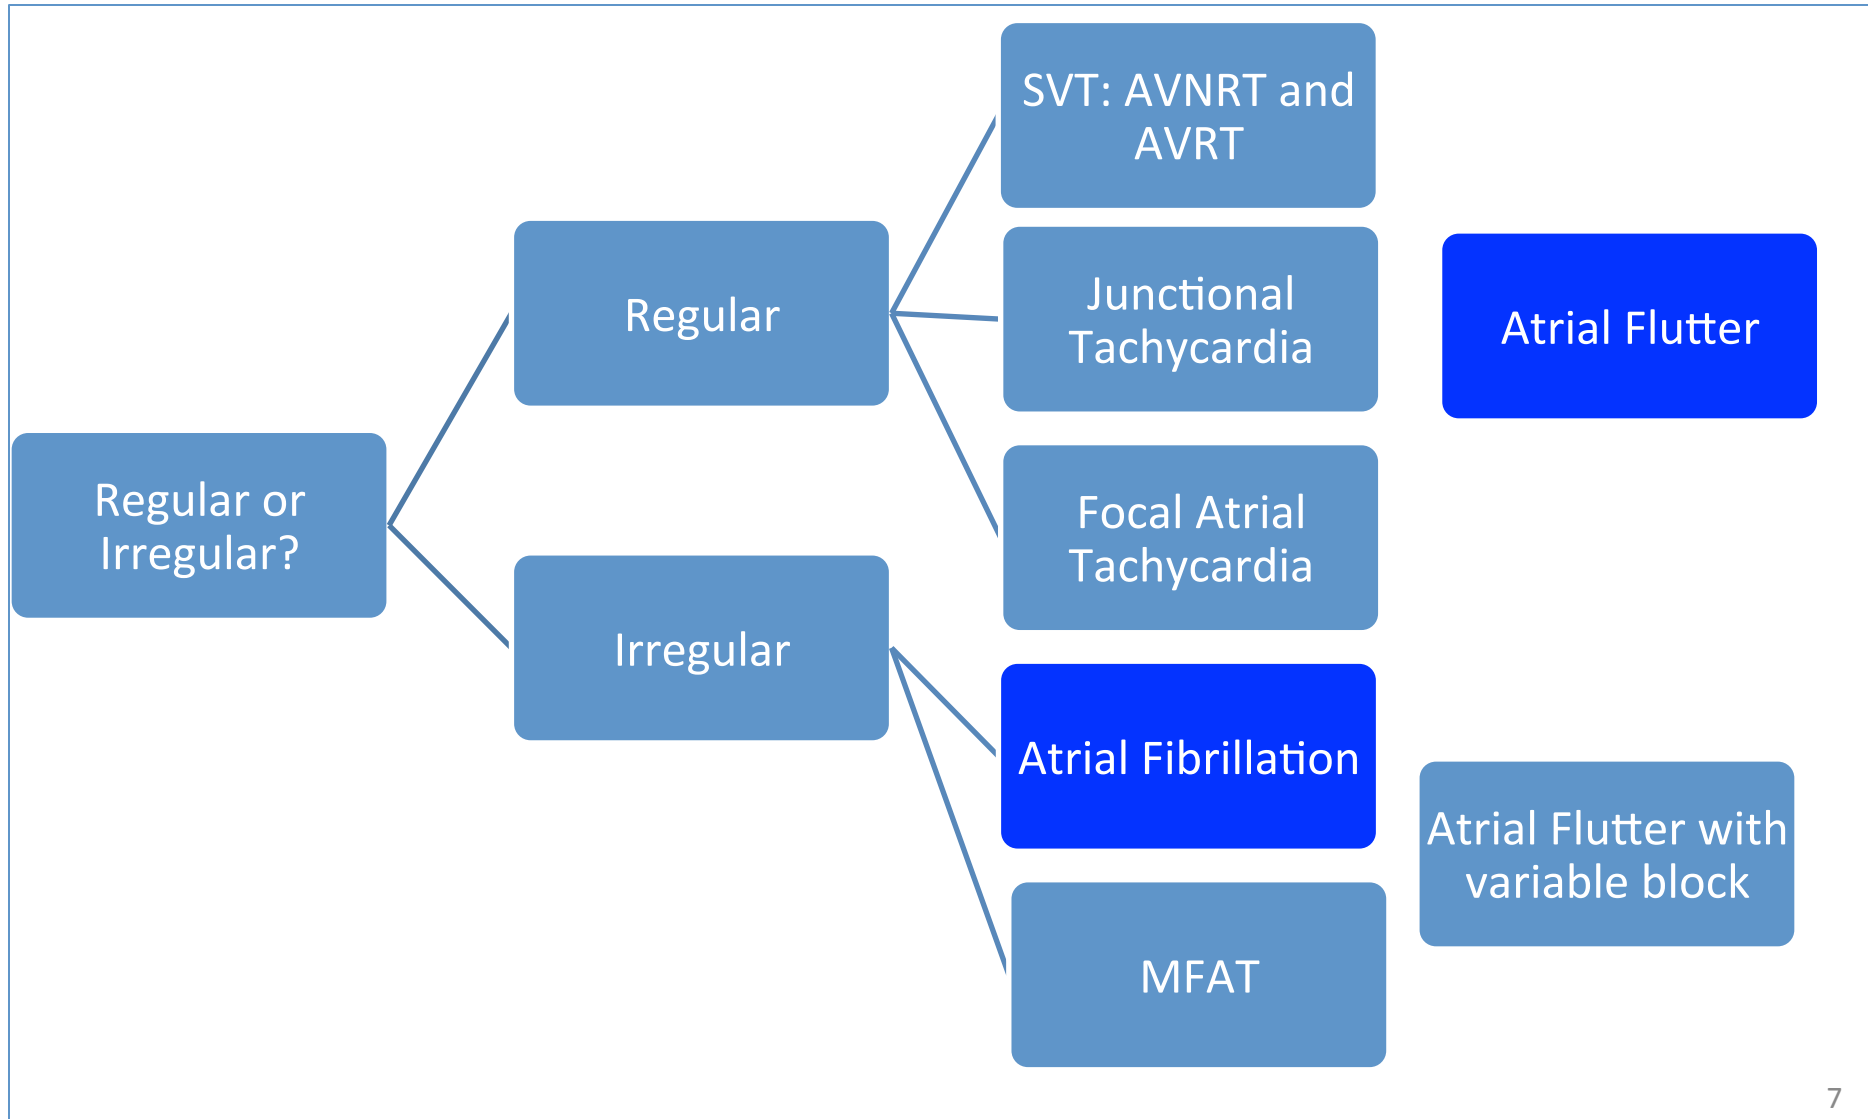 Regular or
Irregular?
Regular
Irregular
SVT: AVNRT and
AVRT
Junctional
Tachycardia
Focal Atrial
Tachycardia
Atrial Fibrillation
MFAT
Atrial Flutter
Atrial Flutter with
variable block
7